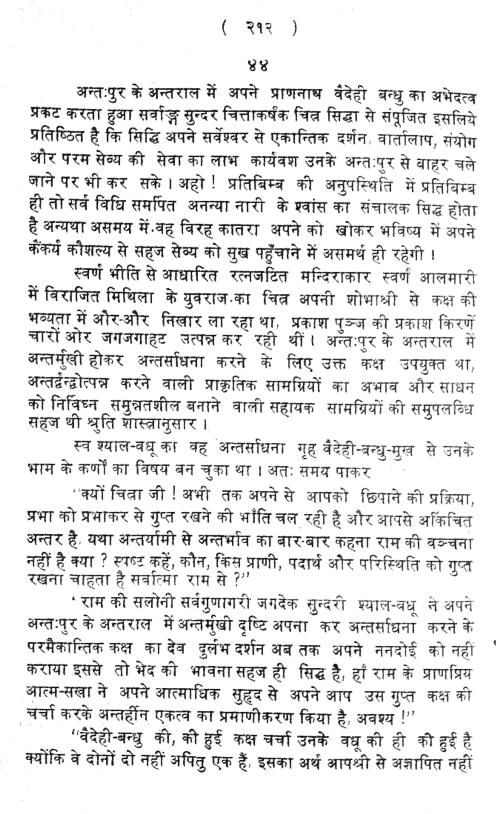 ( २१२ )
४४
अन्तःपुर के अन्तराल में अपने प्राणनाथ वैदेही बन्धु का अभेदत्व
प्रकट करता हुआ सर्वाङ्ग सुन्दर चित्ताकर्षक चित्र सिद्धा से संपूजित इसलिये
प्रतिष्ठित है कि सिद्धि अपने सर्वेश्वर से एकान्तिक दर्शन, वार्तालाप, संयोग
और परम सेव्य की सेवा का लाभ कार्यवश उनके अन्तःपुर से बाहर चले
जाने पर भी कर सके । अहो ! प्रतिबिम्ब की अनुपस्थिति में प्रतिबिम्ब
ही तो सर्व विधि समर्पित अनन्या नारी के श्वांस का संचालक सिद्ध होता
है अन्यथा असमय में वह विरह कातरा अपने को खोकर भविष्य में अपने
कैंकर्य कौशल्य से सहज सेव्य को सुख पहुँचाने में असमर्थ ही रहेगी ।
स्वर्ण भीति से आधारित रत्नजटित मन्दिराकार स्वर्ण आलमारी
में विराजित मिथिला के युवराज का चित्र अपनी शोभाश्री से कक्ष की
भव्यता में और-और निखार ला रहा था, प्रकाश पुञ्ज की प्रकाश किरणें
चारों ओर जगजगाहट उत्पन्न कर रही थीं । अन्तःपुर के अन्तराल में
अन्तर्मुखी होकर अन्तर्साधना करने के लिए उक्त कक्ष उपयुक्त था,
अन्तर्द्वन्द्वोत्पन्न करने वाली प्राकृतिक सामग्रियों का अभाव और साधन
को निर्विघ्न समुन्नतशील बनाने वाली सहायक सामग्रियों की समुपलब्धि
सहज थी श्रुति शास्त्रानुसार ।
स्व श्याल-वधू का वह अन्तर्साधना गृह वैदेही-बन्धु-मुख से उनके
भाम के कर्णों का विषय बन चुका था । अतः समय पाकर
"क्यों चित्रा जी ! अभी तक अपने से आपको छिपाने की प्रक्रिया,
प्रभा को प्रभाकर से गुप्त रखने की भाँति चल रही है और आपसे अकिंचित
अन्तर है, यथा अन्तर्यामी से अन्तर्भाव का बार-बार कहना राम की वञ्चना
नहीं है क्या ? स्पष्ट कहें, कौन, किस प्राणी, पदार्थ और परिस्थिति को गुप्त
रखना चाहता है सर्वात्मा राम से ?"
'राम की सलोनी सर्वगुणागरी जगदेक सुन्दरी श्याल-वधू ने अपने
अन्तःपुर के अन्तराल में अन्तर्मुखी दृष्टि अपना कर अन्तर्साधना करने के
परमैकान्तिक कक्ष का देव दुर्लभ दर्शन अब तक अपने ननदोई को नहीं
कराया इससे तो भेद की भावना सहज ही सिद्ध है, हाँ राम के प्राणप्रिय
आत्म-सखा ने अपने आत्माधिक सुहृद से अपने आप उस गुप्त कक्ष की
चर्चा करके अन्तर्हीन एकत्व का प्रमाणीकरण किया है, अवश्य !"
"वैदेही-बन्धु की, की हुई कक्ष चर्चा उनके वधू की ही की हुई है
क्योंकि वे दोनों दो नहीं अपितु एक हैं, इसका अर्थ आपश्री से अज्ञापित नहीं